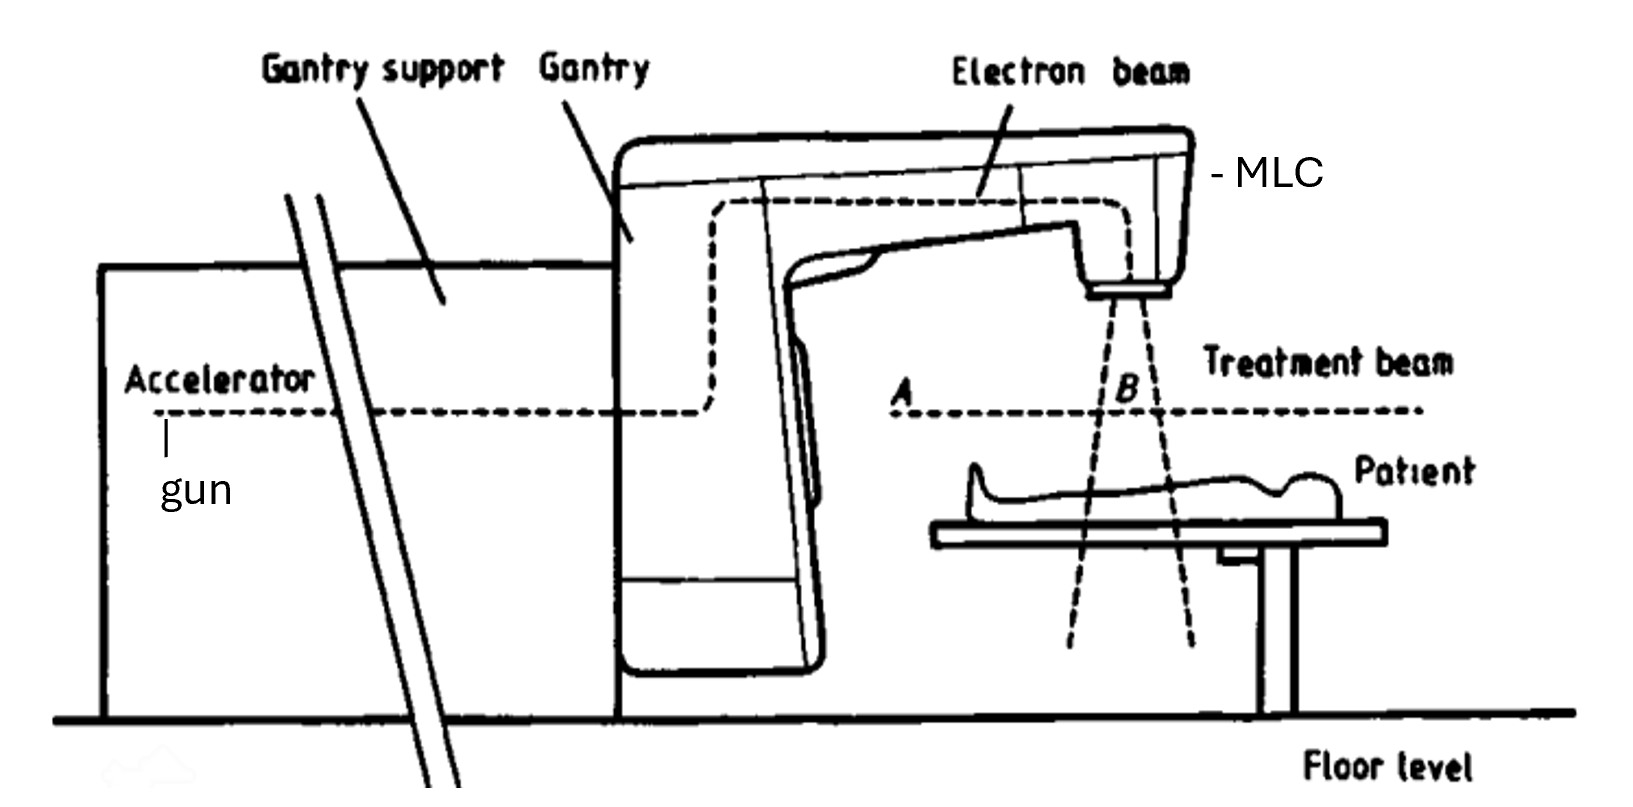 Gantry support Gantry
Electron beam
- MLC
Accelerator
gun
A
B
Treatment beam
Patient
Floor level